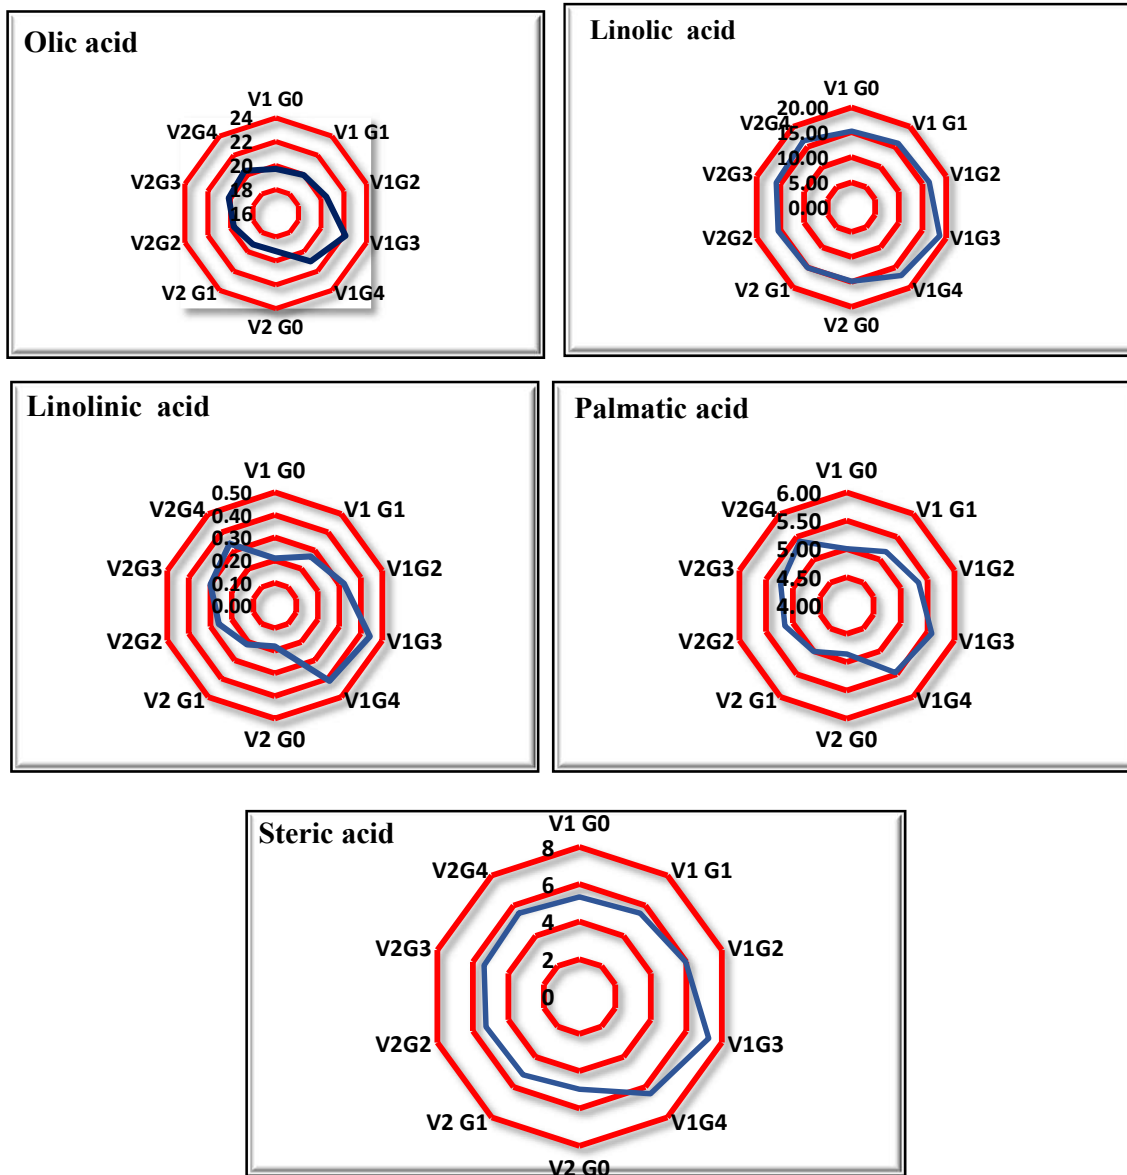 Olic acid
V1 G0
24
V2G4
V1 G1
22
20
V2G3
V1G2
18
16
V2G2
V1G3
V2 G1
V1G4
V2 G0
Linolic  acid
V1 G0
20.00
V2G4
V1 G1
15.00
10.00
V2G3
V1G2
5.00
0.00
V2G2
V1G3
V2 G1
V1G4
V2 G0
Linolinic  acid
V1 G0
0.50
V2G4
V1 G1
0.40
0.30
V2G3
V1G2
0.20
0.10
0.00
V2G2
V1G3
V2 G1
V1G4
V2 G0
Palmatic acid
V1 G0
6.00
V2G4
V1 G1
5.50
5.00
V2G3
V1G2
4.50
4.00
V2G2
V1G3
V2 G1
V1G4
V2 G0
Steric acid
V1 G0
8
V2G4
V1 G1
6
4
V2G3
V1G2
2
0
V2G2
V1G3
V2 G1
V1G4
V2 G0